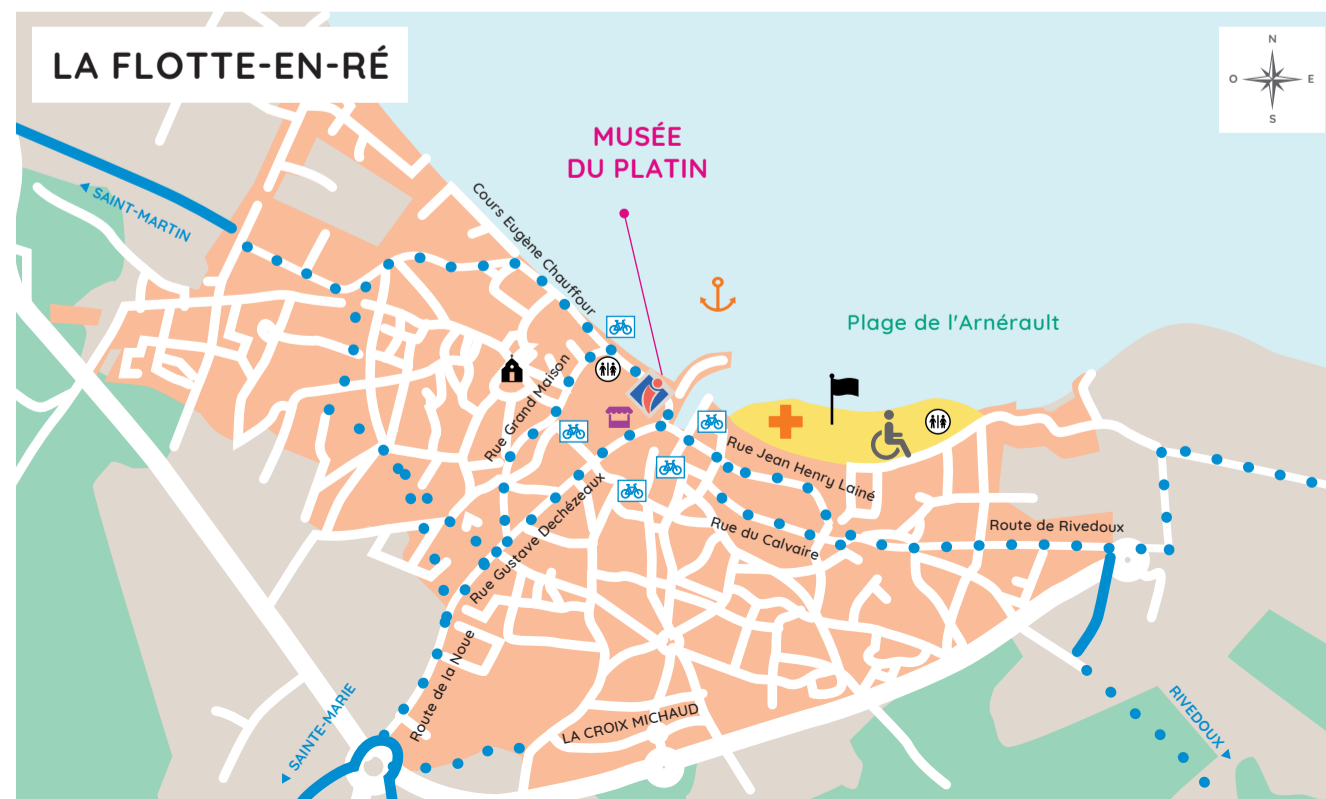 LA FLOTTE-EN-RÉ
N
O
E
S
MUSÉE
DU PLATIN
SAINT-MARTIN
Cours Eugène Chauffour
Plage de l'Arnérault
Rue Grand Maison
Rue Jean Henry Lainé
Rue Gustave Dechézeaux
Rue du Calvaire
Route de Rivedoux
Route de la Noue
SAINTE-MARIE
LA CROIX MICHAUD
RIVEDOUX